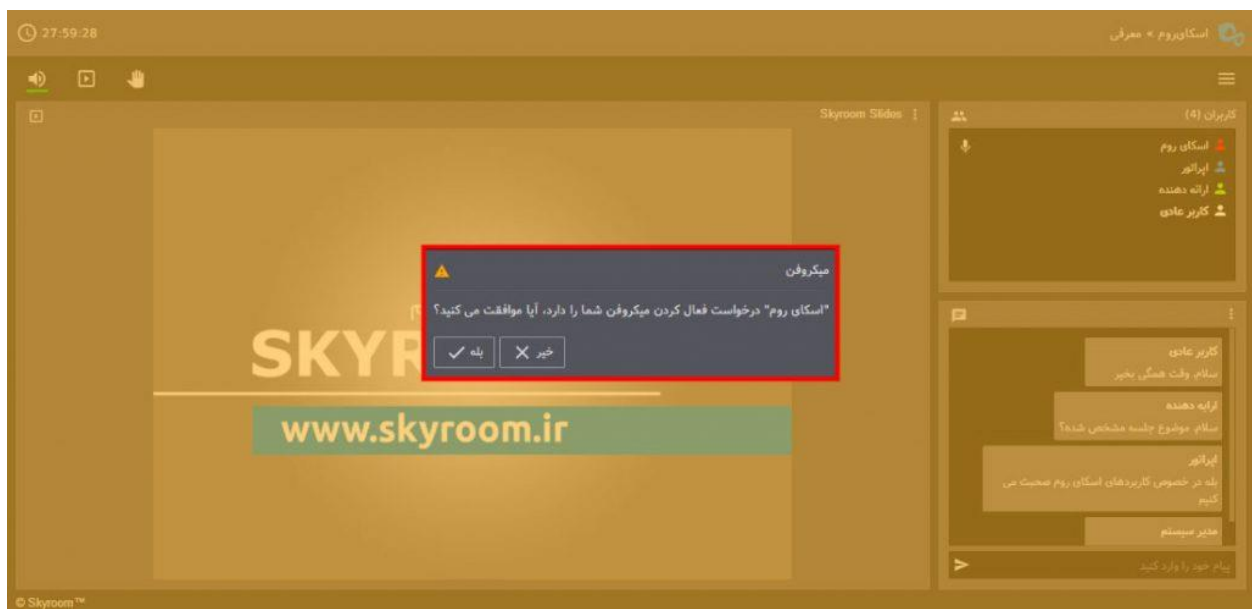 27:59:28
اسکای‌روم » معرفی
Skyroom Slides
کاربران (4)
اسکای روم
اپراتور
ارائه دهنده
کاربر عادی
میکروفن
"اسکای روم" درخواست فعال کردن میکروفن شما را دارد، آیا موافقت می کنید؟
خیر
بله
SKYR
www.skyroom.ir
کاربر عادی
سلام، وقت همگی بخیر
ارایه دهنده
سلام، موضوع جلسه مشخص شده؟
اپراتور
بله در خصوص کاربردهای اسکای روم صحبت می
کنیم
مدیر سیستم
پیام خود را وارد کنید
© Skyroom™